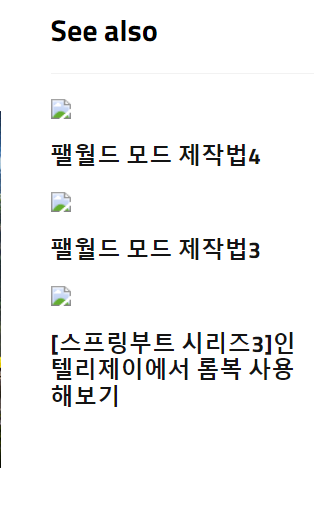 See also
팰월드 모드 제작법4
팰월드 모드 제작법3
[스프링부트 시리즈3]인
텔리제이에서 롬복 사용
해보기